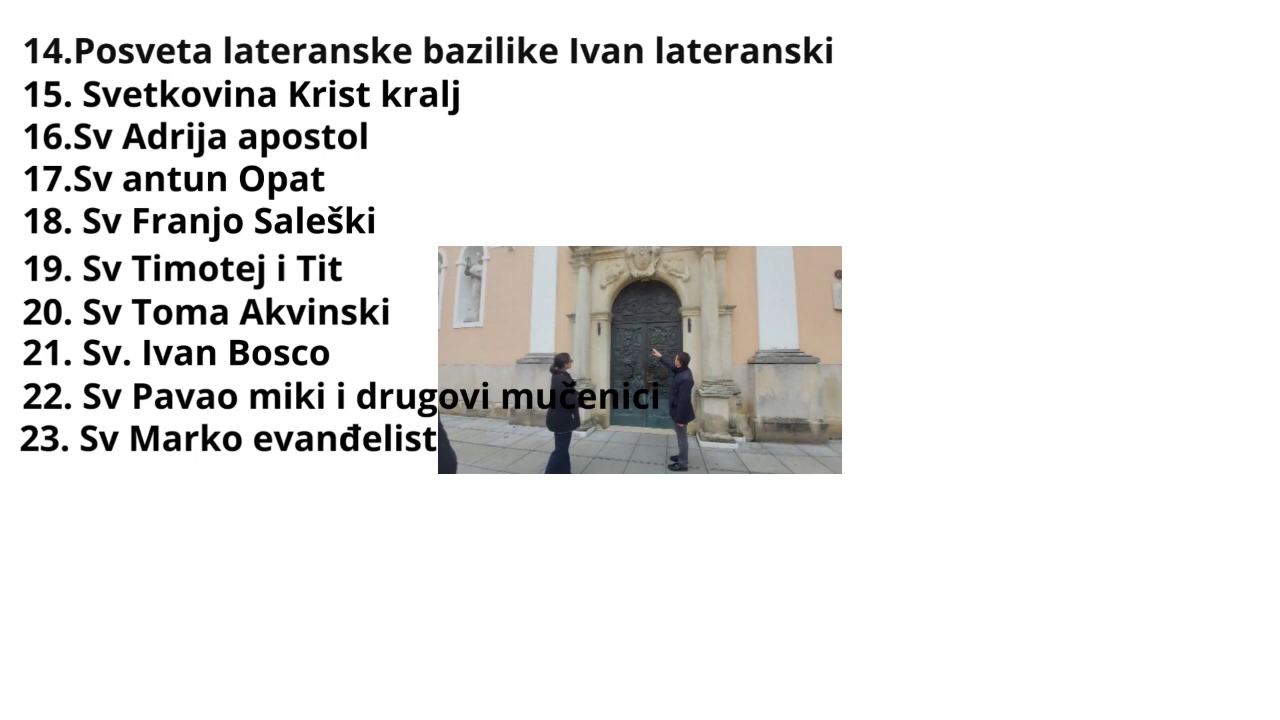 14.Posveta lateranske bazilike Ivan lateranski
15. Svetkovina Krist kralj
16.Sv Adrija apostol
17.Sv antun Opat
18. Sv Franjo Saleški
19. Sv Timotej i Tit
20. Sv Toma Akvinski
21. Sv. Ivan Bosco
22. Sv Pavao miki i drugovi mučenici
23. Sv Marko evanđelist